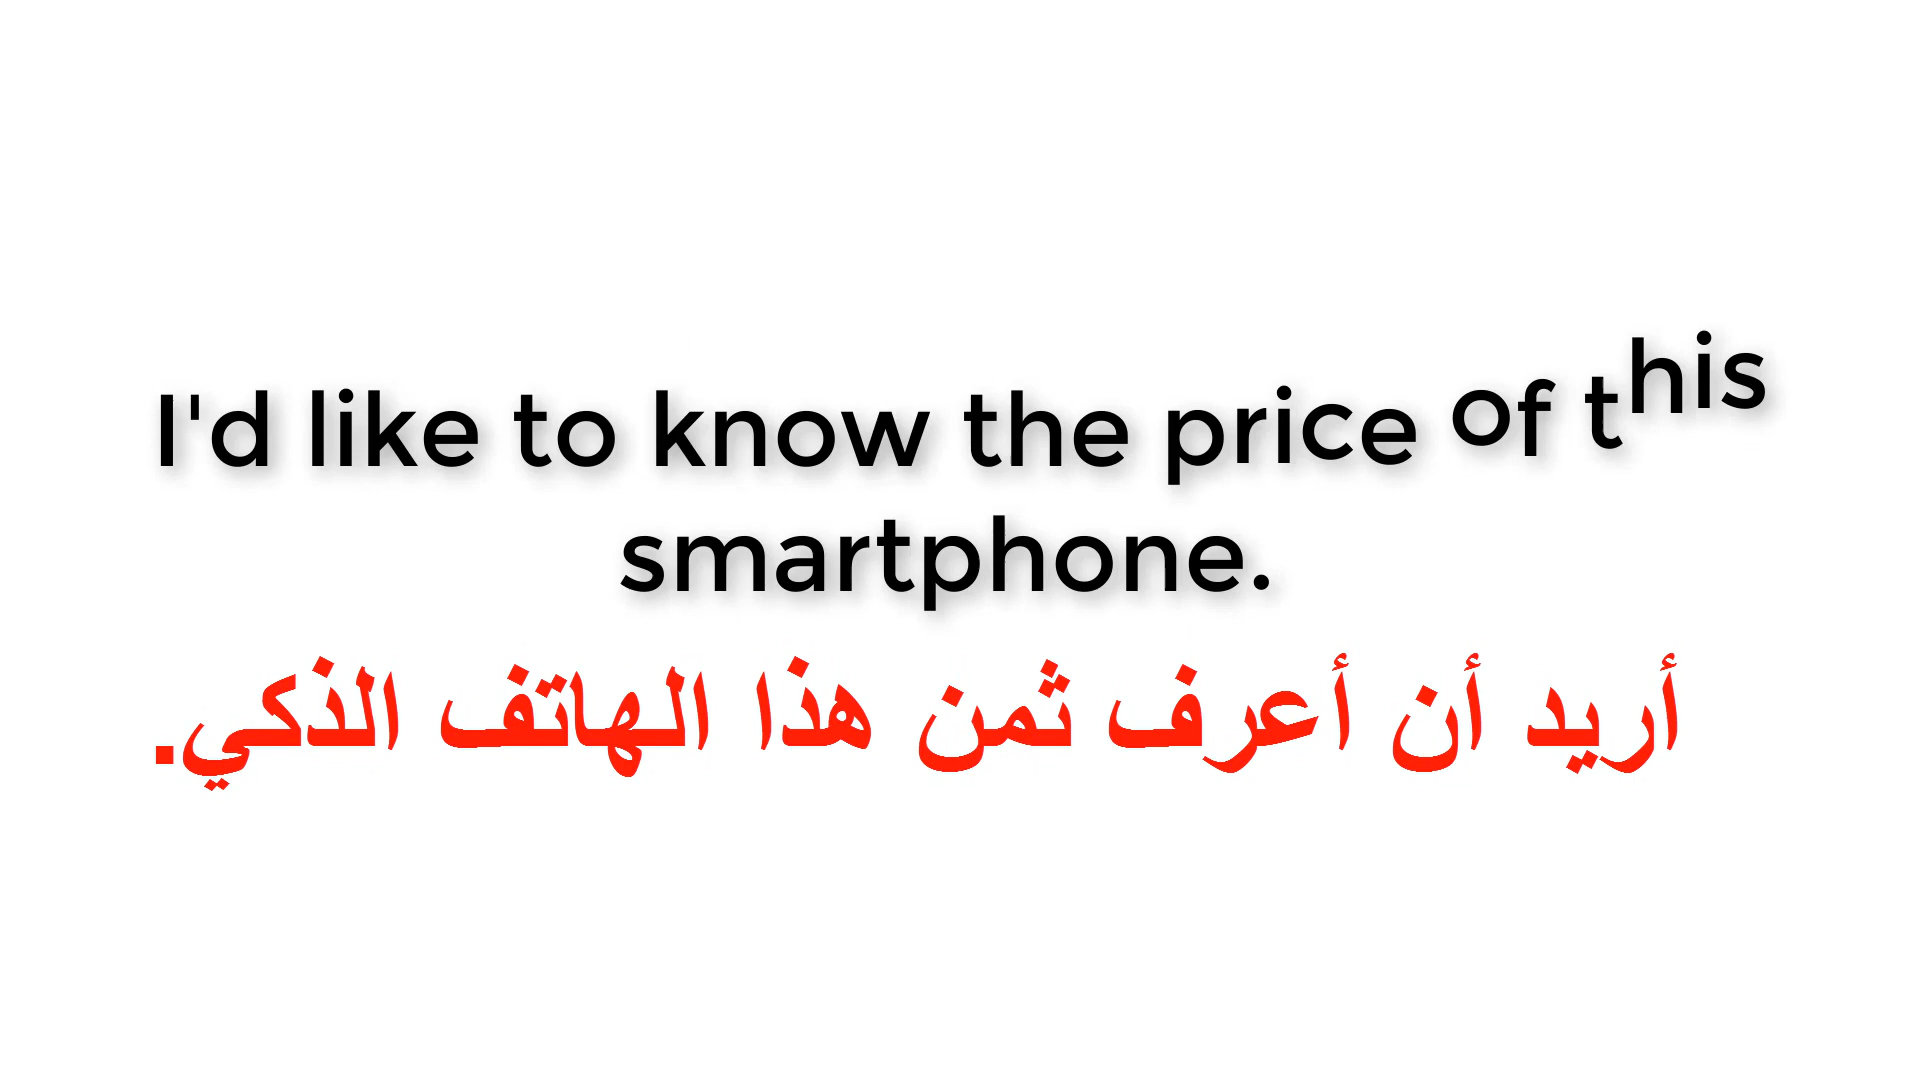 I'd like to know the price of this
smartphone.
أريد أن أعرف ثمن هذا الهاتف الذكي.